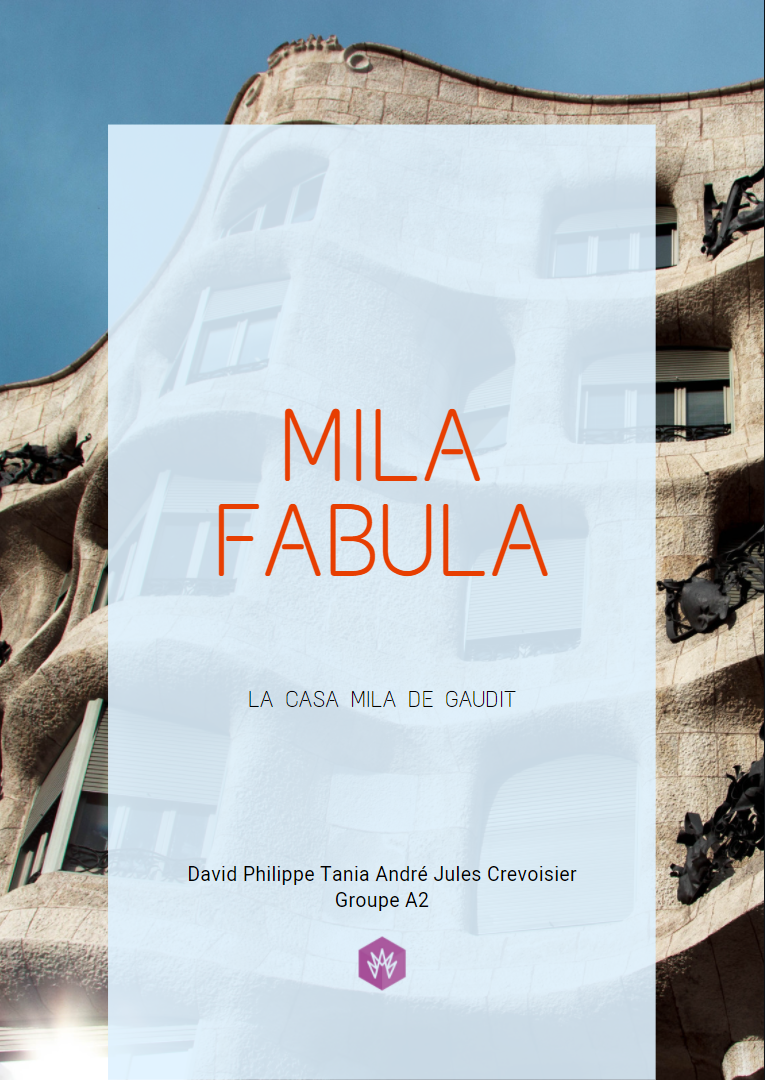 MILA
FABULA
LA CASA MILA DE GAUDIT
David Philippe Tania André Jules Crevoisier
Groupe A2